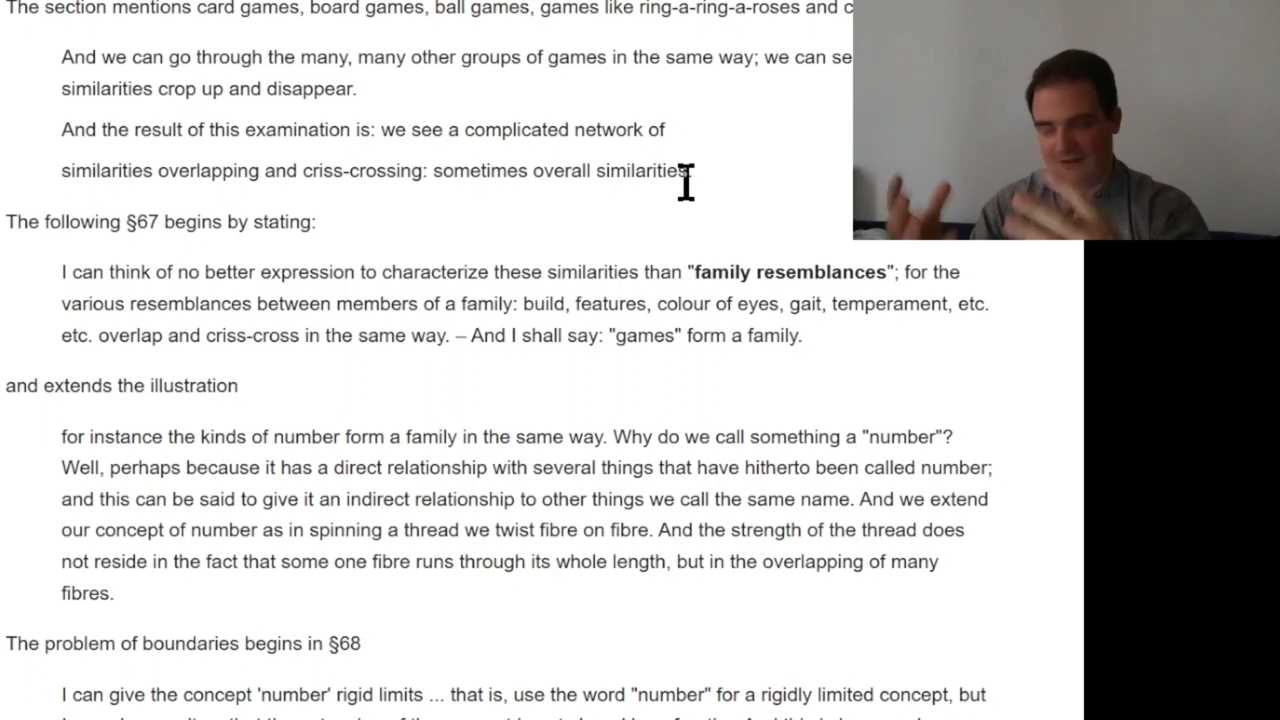 The section mentions card games, board games, ball games, games like ring-a-ring-a-roses and
And we can go through the many, many other groups of games in the same way; we can se
similarities crop up and disappear.
And the result of this examination is: we see a complicated network of
similarities overlapping and criss-crossing: sometimes overall similarities
The following §67 begins by stating:
I can think of no better expression to characterize these similarities than "family resemblances"; for the
various resemblances between members of a family: build, features, colour of eyes, gait, temperament, etc.
etc. overlap and criss-cross in the same way. – And I shall say: "games" form a family.
and extends the illustration
for instance the kinds of number form a family in the same way. Why do we call something a "number"?
Well, perhaps because it has a direct relationship with several things that have hitherto been called number;
and this can be said to give it an indirect relationship to other things we call the same name. And we extend
our concept of number as in spinning a thread we twist fibre on fibre. And the strength of the thread does
not reside in the fact that some one fibre runs through its whole length, but in the overlapping of many
fibres.
The problem of boundaries begins in §68
I can give the concept 'number' rigid limits ... that is, use the word "number" for a rigidly limited concept, but